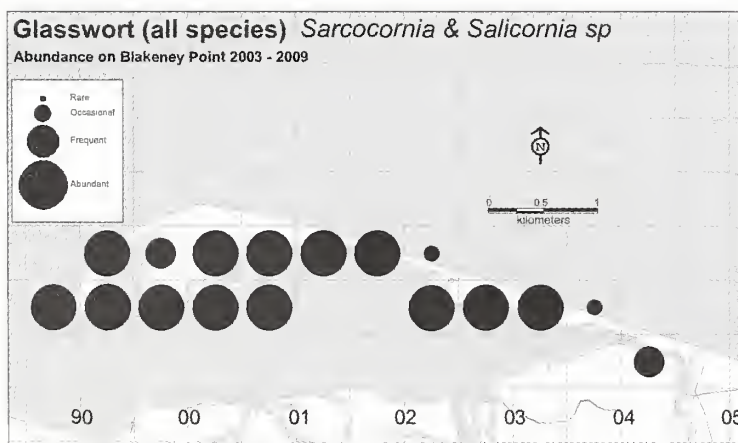 Glasswort (all species) Sarcocornia & Salicornia sp
Abundance on Blakeney Point 2003 - 2009
Rare
Occasional
Frequent
Abundant
N
0 0.5 1
kilometers
90 00 01 02 03 04 05